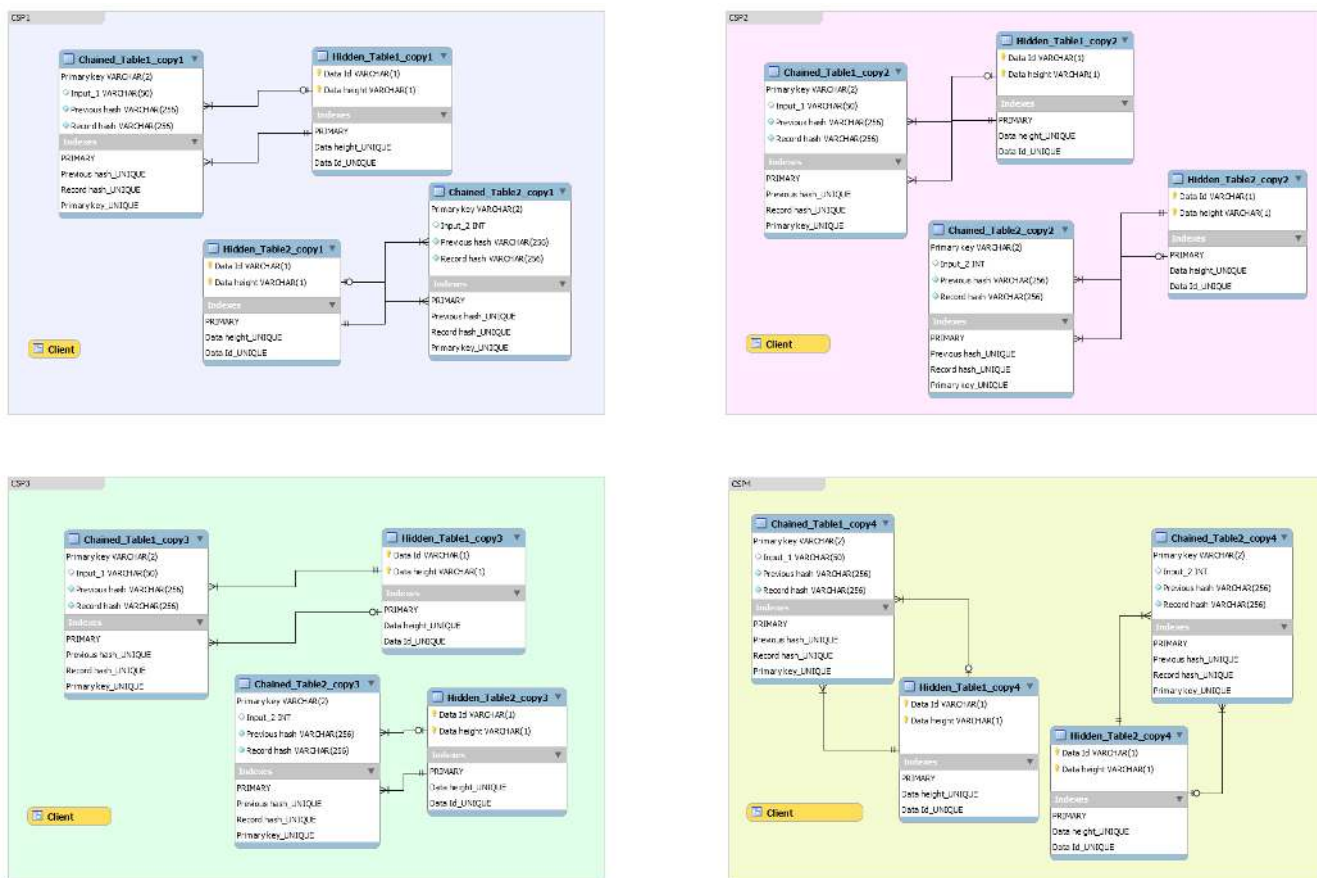 CSP1
Chained_Table1_copy1
Primary key VARCHAR(2)
Input_1 VARCHAR(50)
Previous hash VARCHAR(256)
Record hash VARCHAR(256)
Indexes
PRIMARY
Previous hash_UNIQUE
Record hash_UNIQUE
Primary key_UNIQUE
Hidden_Table1_copy1
Data Id VARCHAR(1)
Data height VARCHAR(1)
Indexes
PRIMARY
Data height_UNIQUE
Data Id_UNIQUE
Hidden_Table2_copy1
Data Id VARCHAR(1)
Data height VARCHAR(1)
Indexes
PRIMARY
Data height_UNIQUE
Data Id_UNIQUE
Chained_Table2_copy1
Primary key VARCHAR(2)
Input_2 INT
Previous hash VARCHAR(256)
Record hash VARCHAR(256)
Indexes
PRIMARY
Previous hash_UNIQUE
Record hash_UNIQUE
Primary key_UNIQUE
Client
CSP2
Chained_Table1_copy2
Primary key VARCHAR(2)
Input_1 VARCHAR(50)
Previous hash VARCHAR(256)
Record hash VARCHAR(256)
Indexes
PRIMARY
Previous hash_UNIQUE
Record hash_UNIQUE
Primary key_UNIQUE
Hidden_Table1_copy2
Data Id VARCHAR(1)
Data height VARCHAR(1)
Indexes
PRIMARY
Data height_UNIQUE
Data Id_UNIQUE
Chained_Table2_copy2
Primary key VARCHAR(2)
Input_2 INT
Previous hash VARCHAR(256)
Record hash VARCHAR(256)
Indexes
PRIMARY
Previous hash_UNIQUE
Record hash_UNIQUE
Primary key_UNIQUE
Hidden_Table2_copy2
Data Id VARCHAR(1)
Data height VARCHAR(1)
Indexes
PRIMARY
Data height_UNIQUE
Data Id_UNIQUE
Client
CSP3
Chained_Table1_copy3
Primary key VARCHAR(2)
Input_1 VARCHAR(50)
Previous hash VARCHAR(256)
Record hash VARCHAR(256)
Indexes
PRIMARY
Previous hash_UNIQUE
Record hash_UNIQUE
Primary key_UNIQUE
Hidden_Table1_copy3
Data Id VARCHAR(1)
Data height VARCHAR(1)
Indexes
PRIMARY
Data height_UNIQUE
Data Id_UNIQUE
Chained_Table2_copy3
Primary key VARCHAR(2)
Input_2 INT
Previous hash VARCHAR(256)
Record hash VARCHAR(256)
Indexes
PRIMARY
Previous hash_UNIQUE
Record hash_UNIQUE
Primary key_UNIQUE
Hidden_Table2_copy3
Data Id VARCHAR(1)
Data height VARCHAR(1)
Indexes
PRIMARY
Data height_UNIQUE
Data Id_UNIQUE
Client
CSP4
Chained_Table1_copy4
Primary key VARCHAR(2)
Input_1 VARCHAR(50)
Previous hash VARCHAR(256)
Record hash VARCHAR(256)
Indexes
PRIMARY
Previous hash_UNIQUE
Record hash_UNIQUE
Primary key_UNIQUE
Hidden_Table1_copy4
Data Id VARCHAR(1)
Data height VARCHAR(1)
Indexes
PRIMARY
Data height_UNIQUE
Data Id_UNIQUE
Chained_Table2_copy4
Primary key VARCHAR(2)
Input_2 INT
Previous hash VARCHAR(256)
Record hash VARCHAR(256)
Indexes
PRIMARY
Previous hash_UNIQUE
Record hash_UNIQUE
Primary key_UNIQUE
Hidden_Table2_copy4
Data Id VARCHAR(1)
Data height VARCHAR(1)
Indexes
PRIMARY
Data height_UNIQUE
Data Id_UNIQUE
Client